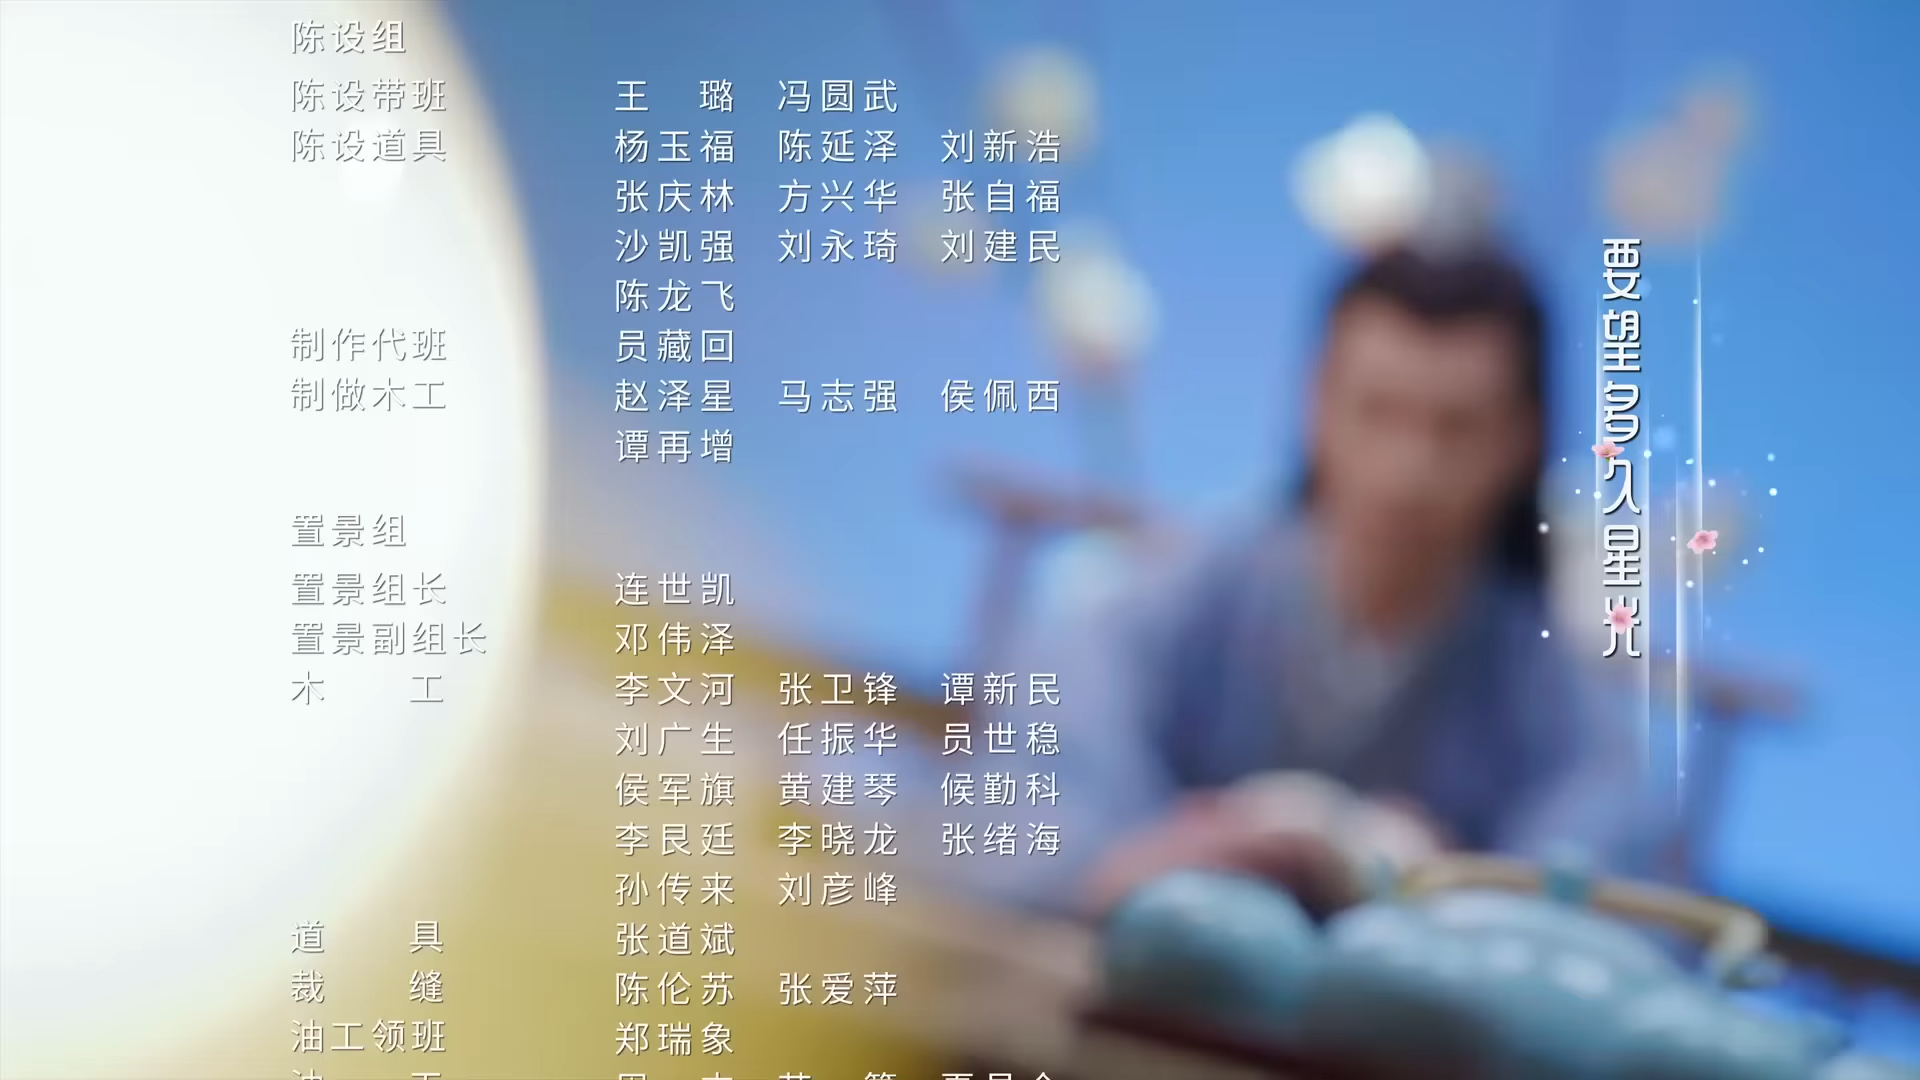 陈设组
陈设带班 王璐 冯圆武
陈设道具 杨玉福 陈延泽 刘新浩
张庆林 方兴华 张自福
沙凯强 刘永琦 刘建民
陈龙飞
制作代班 员藏回
制做木工 赵泽星 马志强 侯佩西
谭再增
置景组
置景组长 连世凯
置景副组长 邓伟泽
木工 李文河 张卫锋 谭新民
刘广生 任振华 员世稳
侯军旗 黄建琴 候勤科
李艮廷 李晓龙 张绪海
孙传来 刘彦峰
道具 张道斌
裁缝 陈伦苏 张爱萍
油工领班 郑瑞象
要望多久星光